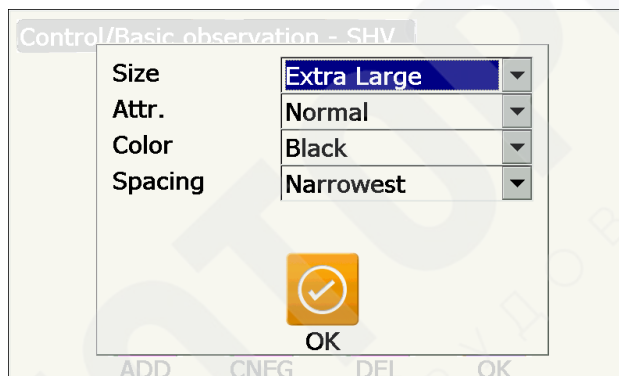 Control/Basic observation - SHV
Size Extra Large
Attr. Normal
Color Black
Spacing Narrowest
OK
ADD CNFG DEL OK